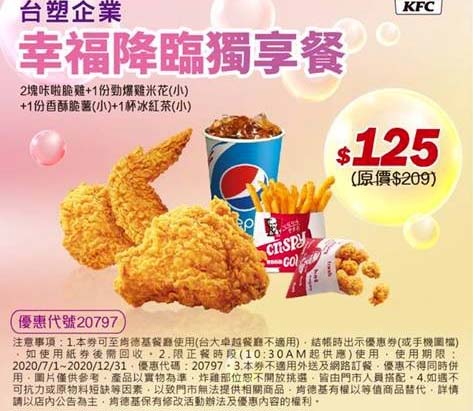 台塑企業
KFC
幸福降臨獨享餐
2塊咔啦脆雞+1份勁爆雞米花(小)
+1份香酥脆薯(小)+1杯冰紅茶(小)
$125
(原價$209)
pepsi
CRISPY
GOL
優惠代號20797
注意事項：1.本券可至肯德基餐廳使用(台大卓越餐廳不適用)，結帳時出示優惠券(或手機圖檔)
，如使用紙券後需回收。2.限正餐時段(10:30AM起供應)使用，使用期限：
2020/7/1~2020/12/31，優惠代碼：20797。3.本券不適用外送及網路訂餐，優惠不得同時併
用，圖片僅供參考，產品以實物為準，炸雞部位恕不開放挑選，皆由門市人員搭配。4.如遇不
可抗力或原物料短缺等因素，以致門市無法提供相關商品，肯德基有權以等值商品替代，詳情
請以店內公告為主，肯德基保有修改活動辦法及優惠內容的權利。